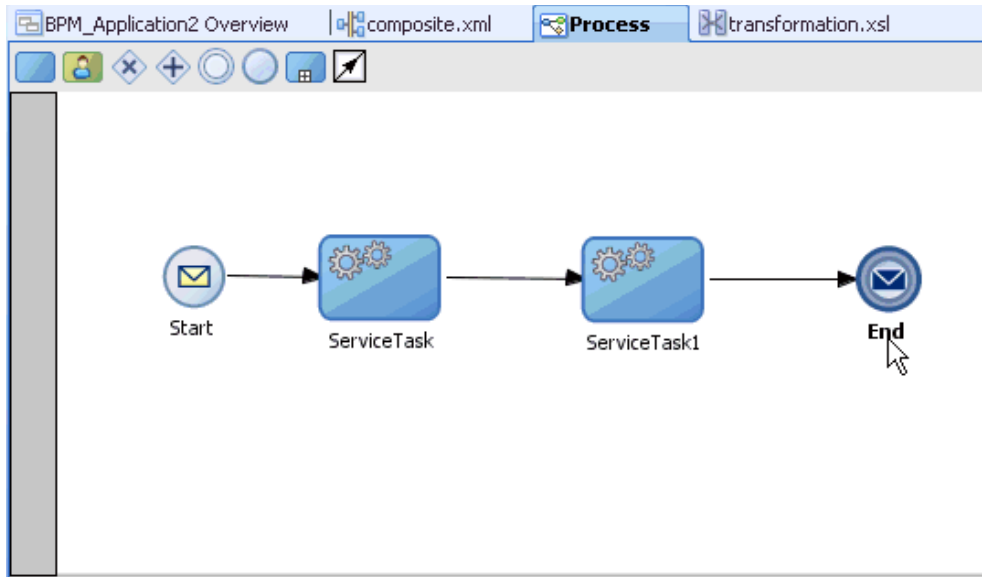 BPM_Application2 Overview
composite.xml
Process
transformation.xsl
Start
ServiceTask
ServiceTask1
End